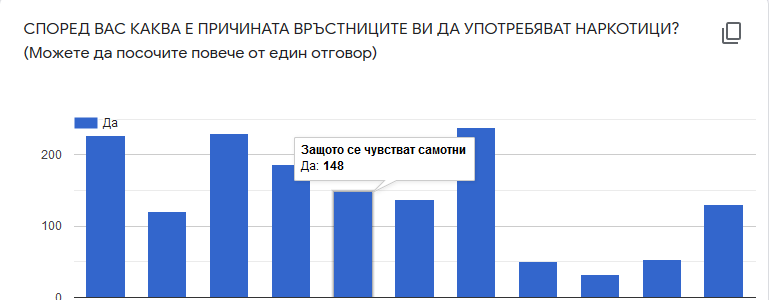 СПОРЕД ВАС КАКВА Е ПРИЧИНАТА ВРЪСТНИЦИТЕ ВИ ДА УПОТРЕБЯВАТ НАРКОТИЦИ?
(Можете да посочите повече от един отговор)
Да
Защото се чувстват самотни
Да: 148
200
100
0